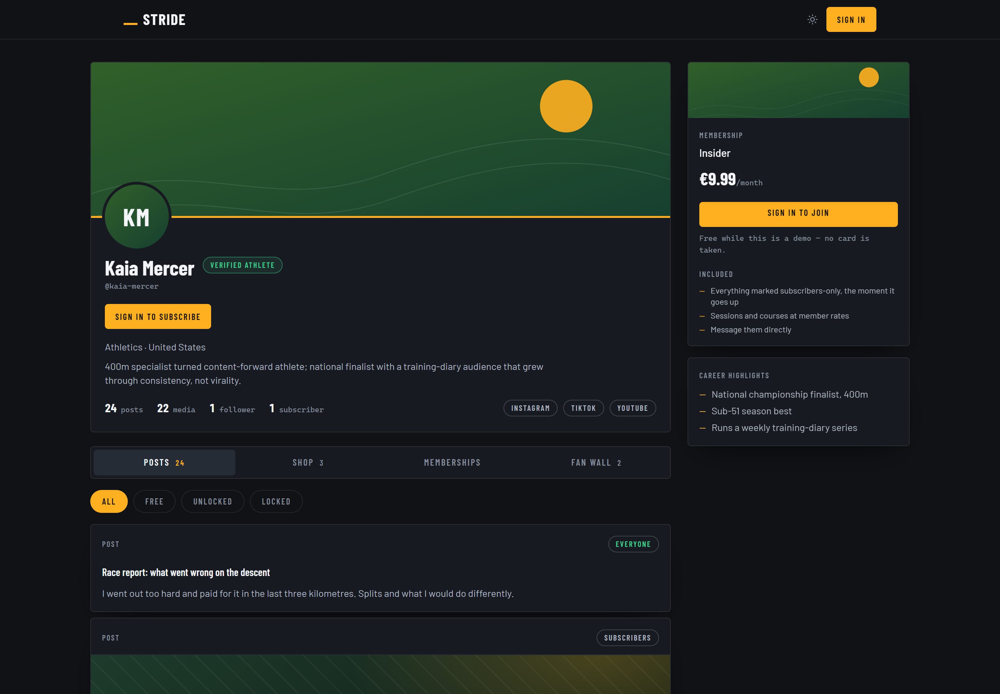 STRIDE
SIGN IN
KM
Kaia Mercer
VERIFIED ATHLETE
@kaia-mercer
SIGN IN TO SUBSCRIBE
Athletics · United States
400m specialist turned content-forward athlete; national finalist with a training-diary audience that grew
through consistency, not virality.
24 posts
22 media
1 follower
1 subscriber
INSTAGRAM
TIKTOK
YOUTUBE
MEMBERSHIP
Insider
€9.99/month
SIGN IN TO JOIN
Free while this is a demo — no card is
taken.
INCLUDED
— Everything marked subscribers-only, the moment it
goes up
— Sessions and courses at member rates
— Message them directly
CAREER HIGHLIGHTS
— National championship finalist, 400m
— Sub-51 season best
— Runs a weekly training-diary series
POSTS 24
SHOP 3
MEMBERSHIPS
FAN WALL 2
ALL
FREE
UNLOCKED
LOCKED
POST
EVERYONE
Race report: what went wrong on the descent
I went out too hard and paid for it in the last three kilometres. Splits and what I would do differently.
POST
SUBSCRIBERS